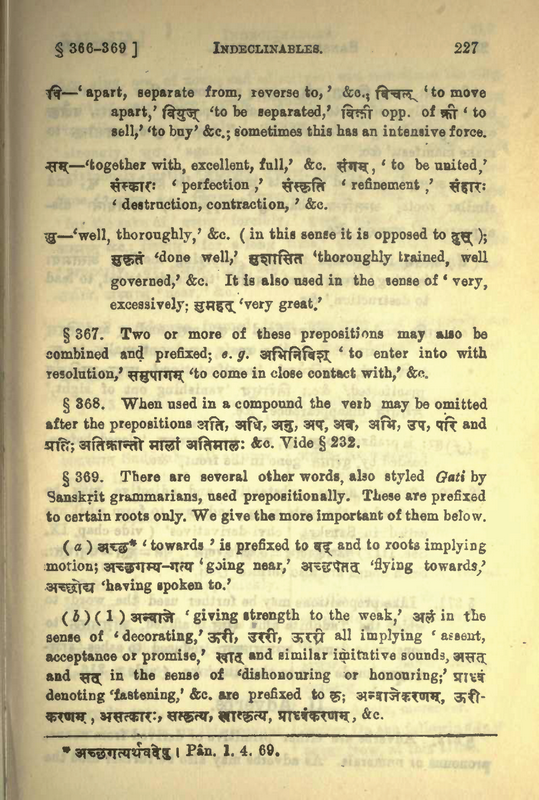 § 366-369 ] INDECLINABLES. 227
वि—‘apart, separate from, reverse to,’ &c.; विचल् ‘to move
apart,’ वियुज् ‘to be separated,’ विक्री opp. of क्री ‘to
sell,’ ‘to buy’ &c.; sometimes this has an intensive force.
सम्—‘together with, excellent, full,’ &c. संगम्, ‘to be united,’
संस्कारः ‘perfection,’ संस्कृति ‘refinement,’ संहारः
‘destruction, contraction,’ &c.
सु—‘well, thoroughly,’ &c. (in this sense it is opposed to दुस्);
सुकृतं ‘done well,’ सुशासित ‘thoroughly trained, well
governed,’ &c. It is also used in the sense of ‘very,
excessively; सुमहत् ‘very great.’
§ 367. Two or more of these prepositions may also be
combined and prefixed; e. g. अभिनिविश् ‘to enter into with
resolution,’ समुपागम् ‘to come in close contact with,’ &c.
§ 368. When used in a compound the verb may be omitted
after the prepositions अति, अधि, अनु, अप, अव, अभि, उप, परि and
प्रति; अतिक्रान्तो मालां अतिमालः &c. Vide § 232.
§ 369. There are several other words, also styled Gati by
Sanskrit grammarians, used prepositionally. These are prefixed
to certain roots only. We give the more important of them below.
(a) अच्छ* ‘towards’ is prefixed to वद् and to roots implying
motion; अच्छगम्य-गत्य ‘going near,’ अच्छपतत् ‘flying towards,’
अच्छोद्य ‘having spoken to.’
(b) (1) अन्वाजे ‘giving strength to the weak,’ अलं in the
sense of ‘decorating,’ ऊरी, उररी, ऊररी all implying ‘assent,
acceptance or promise,’ खात् and similar imitative sounds, असत्
and सत् in the sense of ‘dishonouring or honouring;’ प्राध्वं
denoting ‘fastening,’ &c. are prefixed to कृ; अन्वाजेकरणम्, ऊरी-
करणम्, असत्कारः, सत्कृत्य, खात्कृत्य, प्राध्वंकरणम्, &c.
* अच्छगत्यर्थवदेषु। Pân. 1. 4. 69.